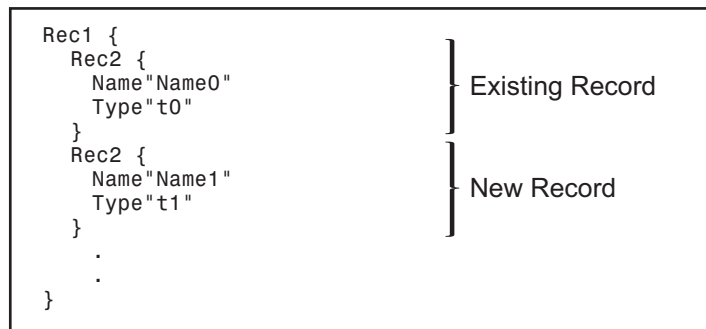 Rec1 {
  Rec2 {
    Name"Name0"
    Type"t0"
  }
Existing Record
  Rec2 {
    Name"Name1"
    Type"t1"
  }
New Record
    .
    .
}